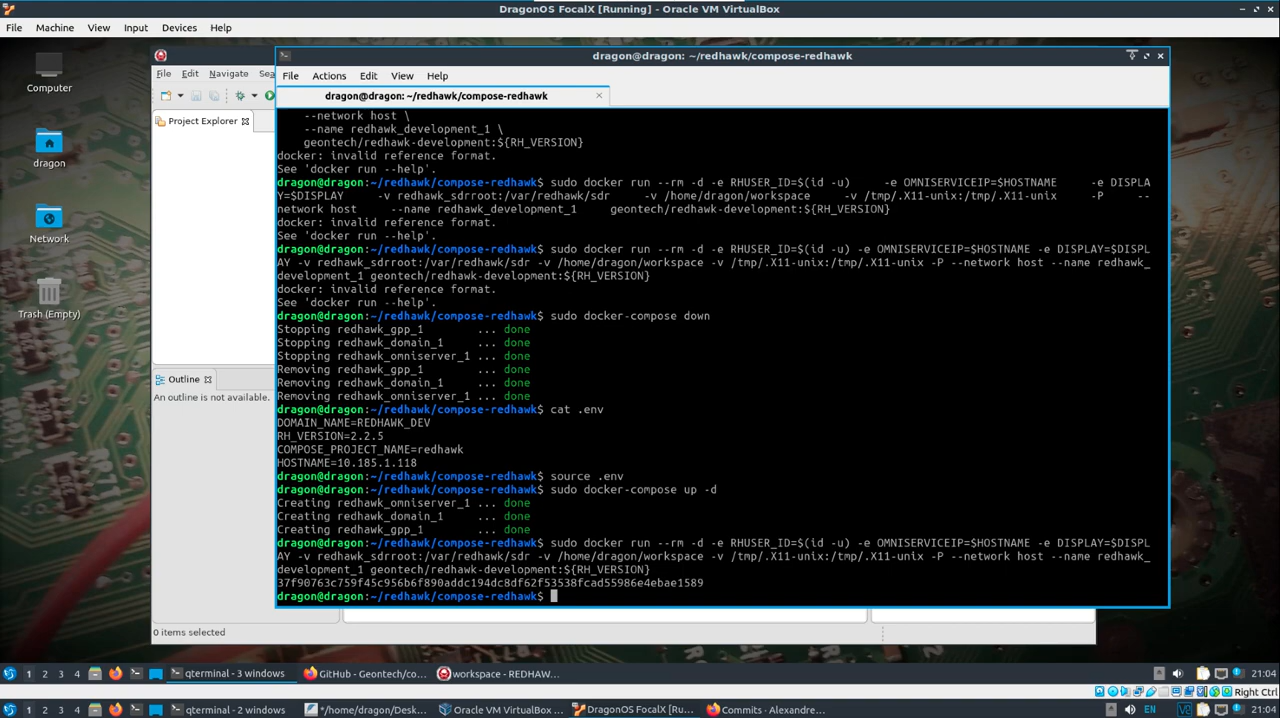 DragonOS FocalX [Running] - Oracle VM VirtualBox
File Machine View Input Devices Help
Computer
dragon
Network
Trash (Empty)
File Edit Navigate Sea
Project Explorer
Outline
An outline is not available.
0 items selected
dragon@dragon: ~/redhawk/compose-redhawk
File Actions Edit View Help
dragon@dragon: ~/redhawk/compose-redhawk
--network host \
--name redhawk_development_1 \
geontech/redhawk-development:${RH_VERSION}
docker: invalid reference format.
See 'docker run --help'.
dragon@dragon:~/redhawk/compose-redhawk$ sudo docker run --rm -d -e RHUSER_ID=$(id -u)     -e OMNISERVICEIP=$HOSTNAME     -e DISPLA
Y=$DISPLAY     -v redhawk_sdrroot:/var/redhawk/sdr     -v /home/dragon/workspace     -v /tmp/.X11-unix:/tmp/.X11-unix     -P     --
network host     --name redhawk_development_1     geontech/redhawk-development:${RH_VERSION}
docker: invalid reference format.
See 'docker run --help'.
dragon@dragon:~/redhawk/compose-redhawk$ sudo docker run --rm -d -e RHUSER_ID=$(id -u) -e OMNISERVICEIP=$HOSTNAME -e DISPLAY=$DISPL
AY -v redhawk_sdrroot:/var/redhawk/sdr -v /home/dragon/workspace -v /tmp/.X11-unix:/tmp/.X11-unix -P --network host --name redhawk_
development_1 geontech/redhawk-development:${RH_VERSION}
docker: invalid reference format.
See 'docker run --help'.
dragon@dragon:~/redhawk/compose-redhawk$ sudo docker-compose down
Stopping redhawk_gpp_1        ... done
Stopping redhawk_domain_1     ... done
Stopping redhawk_omniserver_1 ... done
Removing redhawk_gpp_1        ... done
Removing redhawk_domain_1     ... done
Removing redhawk_omniserver_1 ... done
dragon@dragon:~/redhawk/compose-redhawk$ cat .env
DOMAIN_NAME=REDHAWK_DEV
RH_VERSION=2.2.5
COMPOSE_PROJECT_NAME=redhawk
HOSTNAME=10.185.1.118
dragon@dragon:~/redhawk/compose-redhawk$ source .env
dragon@dragon:~/redhawk/compose-redhawk$ sudo docker-compose up -d
Creating redhawk_omniserver_1 ... done
Creating redhawk_domain_1     ... done
Creating redhawk_gpp_1        ... done
dragon@dragon:~/redhawk/compose-redhawk$ sudo docker run --rm -d -e RHUSER_ID=$(id -u) -e OMNISERVICEIP=$HOSTNAME -e DISPLAY=$DISPL
AY -v redhawk_sdrroot:/var/redhawk/sdr -v /home/dragon/workspace -v /tmp/.X11-unix:/tmp/.X11-unix -P --network host --name redhawk_
development_1 geontech/redhawk-development:${RH_VERSION}
37f90763c759f45c956b6f890addc194dc8df62f53538fcad55986e4ebae1589
dragon@dragon:~/redhawk/compose-redhawk$
1 2 3 4 qterminal - 3 windows GitHub - Geontech/co... workspace - REDHAW... 21:04
Right Ctrl
1 2 3 4 qterminal - 2 windows */home/dragon/Desk... Oracle VM VirtualBox ... DragonOS FocalX [Run... Commits - Alexandre... EN 21:04